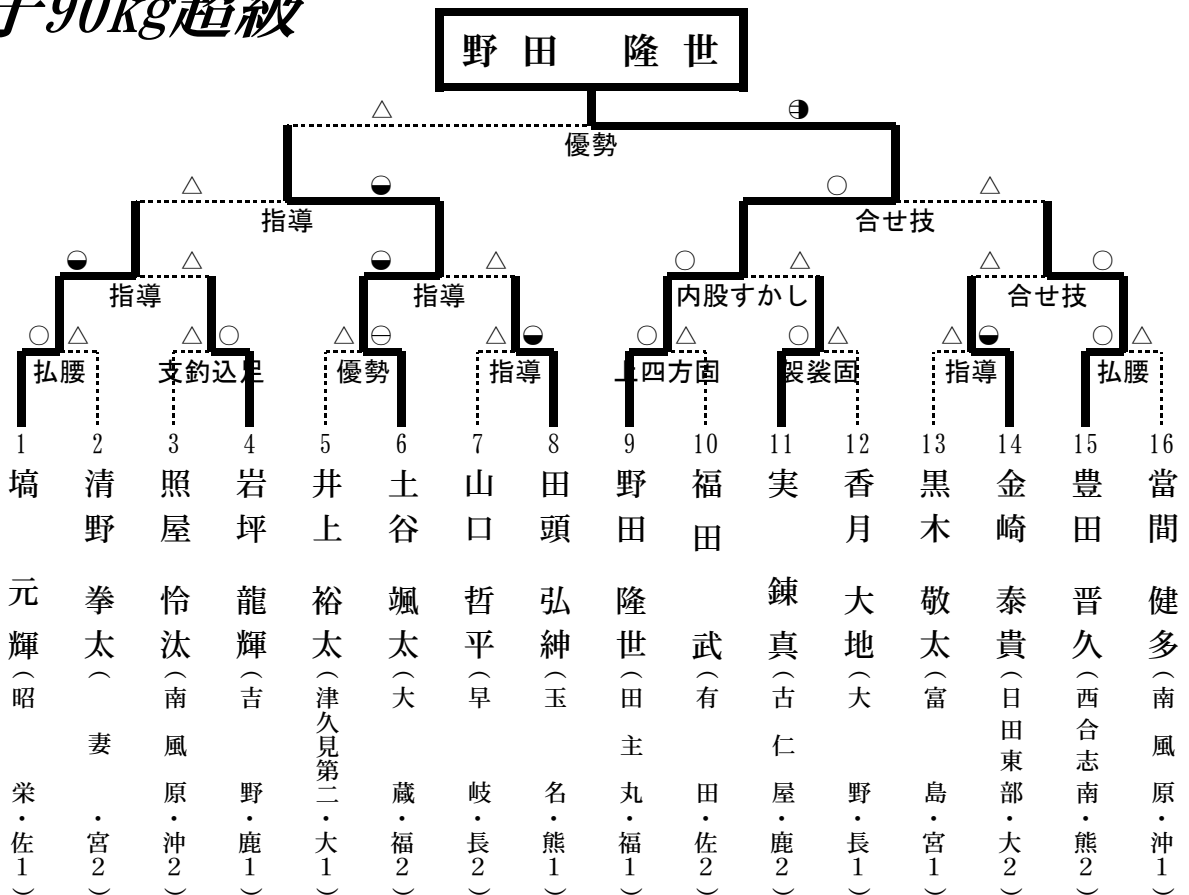 子90kg超級
野田 隆世
△
優勢
△
指導
△ ○
合せ技 △
△
指導
△
指導
○
内股すかし
△
△
合せ技
○
○ △
払腰
△ ○
支釣込足
△
優勢
△
指導
○ △
上四方固
○ △
袈裟固
△
指導
○ △
払腰
1 塙 元輝（昭栄・佐1）
2 清野 拳太（ 妻 ・宮2）
3 照屋 怜汰（南風原・沖2）
4 岩坪 龍輝（吉野・鹿1）
5 井上 裕太（津久見第二・大1）
6 土谷 颯太（大蔵・福2）
7 山口 哲平（早岐・長2）
8 田頭 弘紳（玉名・熊1）
9 野田 隆世（田主丸・福1）
10 福田 武（有田・佐2）
11 実 錬真（古仁屋・鹿2）
12 香月 大地（大野・長1）
13 黒木 敬太（富島・宮1）
14 金崎 泰貴（日田東部・大2）
15 豊田 晋久（西合志南・熊2）
16 當間 健多（南風原・沖1）